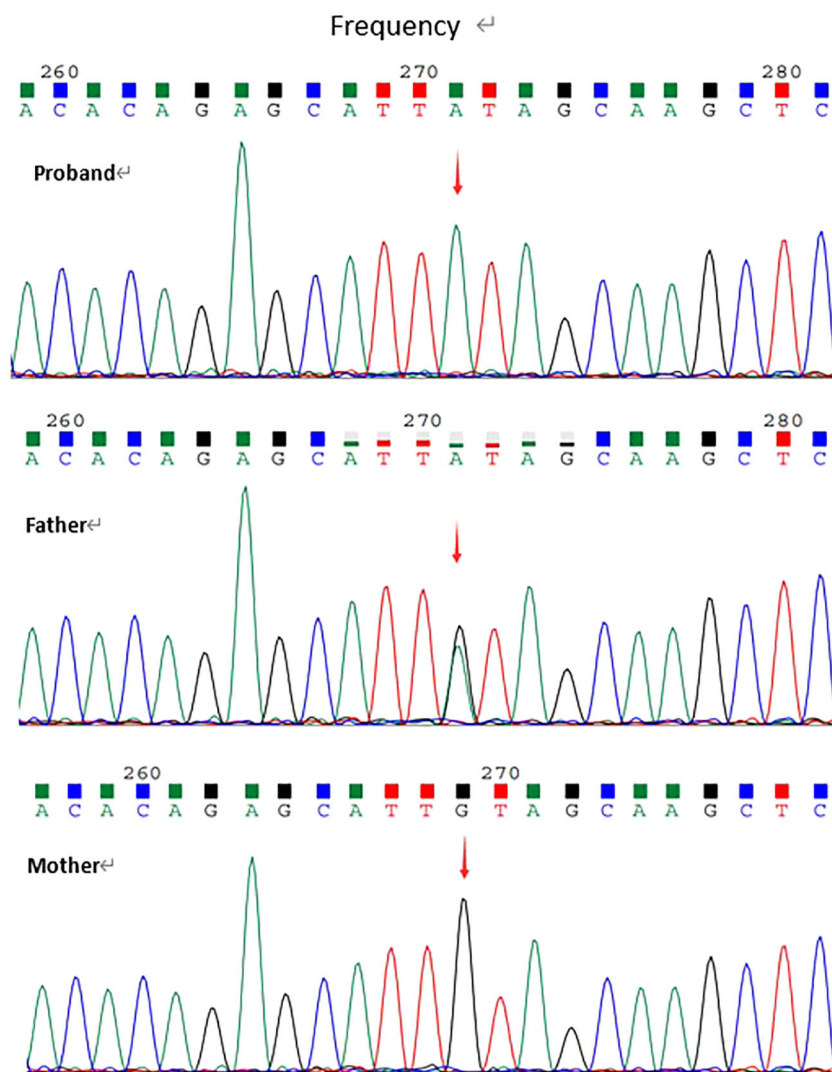 Frequency ↵
260 270 280
A C A C A G A G C A T T A T A G C A A G C T C
Proband↵
260 270 280
A C A C A G A G C A T T A T A G C A A G C T C
Father↵
260 270
A C A C A G A G C A T T G T A G C A A G C T C
Mother↵